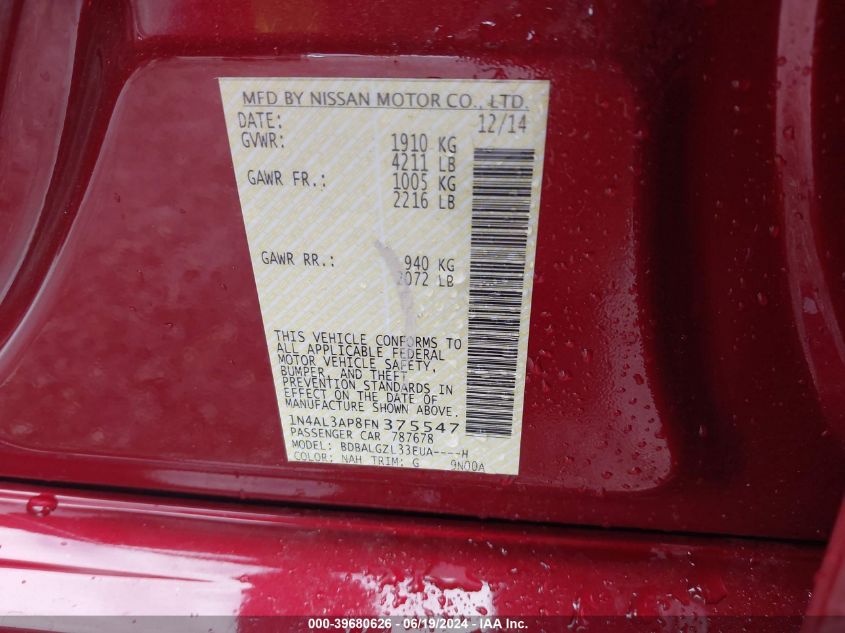 MFD BY NISSAN MOTOR CO., LTD.
DATE: 12/14
GVWR: 1910 KG
4211 LB
GAWR FR.: 1005 KG
2216 LB
GAWR RR.: 940 KG
2072 LB
THIS VEHICLE CONFORMS TO
ALL APPLICABLE FEDERAL
MOTOR VEHICLE SAFETY,
BUMPER, AND THEFT
PREVENTION STANDARDS IN
EFFECT ON THE DATE OF
MANUFACTURE SHOWN ABOVE.
1N4AL3AP8FN375547
PASSENGER CAR 787678
MODEL: BDBALGZL33EUA----H
COLOR: NAH TRIM: G 9N00A
000-39680626 - 06/19/2024 - IAA Inc.